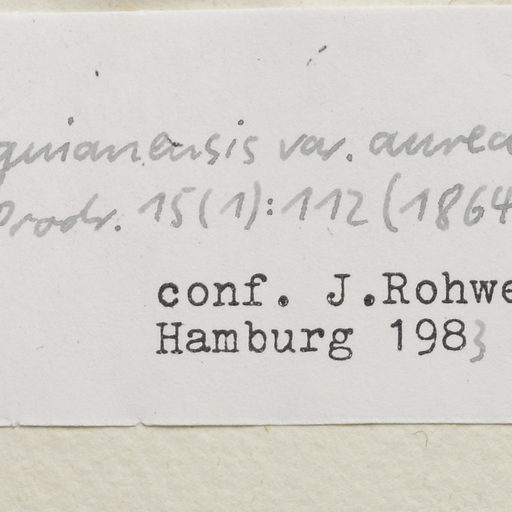 guianensis var. aurea
Prodr. 15(1):112 (1864
conf. J.Rohwe
Hamburg 1983